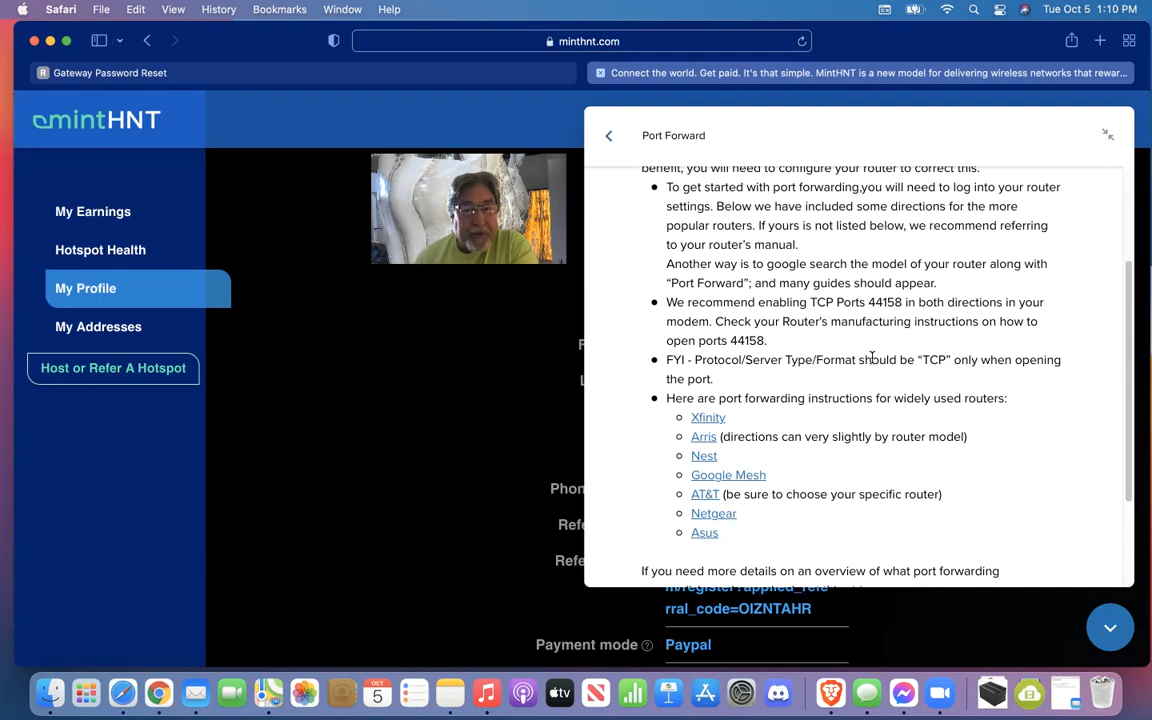 Safari File Edit View History Bookmarks Window Help
Tue Oct 5 1:10 PM
minthnt.com
R Gateway Password Reset
Connect the world. Get paid. It's that simple. MintHNT is a new model for delivering wireless networks that rewar...
mintHNT
My Earnings
Hotspot Health
My Profile
My Addresses
Host or Refer A Hotspot
Port Forward
benefit, you will need to configure your router to correct this.
To get started with port forwarding,you will need to log into your router
settings. Below we have included some directions for the more
popular routers. If yours is not listed below, we recommend referring
to your router's manual.
Another way is to google search the model of your router along with
“Port Forward”; and many guides should appear.
We recommend enabling TCP Ports 44158 in both directions in your
modem. Check your Router's manufacturing instructions on how to
open ports 44158.
FYI - Protocol/Server Type/Format should be “TCP” only when opening
the port.
Here are port forwarding instructions for widely used routers:
Xfinity
Arris (directions can very slightly by router model)
Nest
Google Mesh
AT&T (be sure to choose your specific router)
Netgear
Asus
If you need more details on an overview of what port forwarding
Phon
Refe
Refe
rral_code=OIZNTAHR
Payment mode ? Paypal
OCT
5
tv